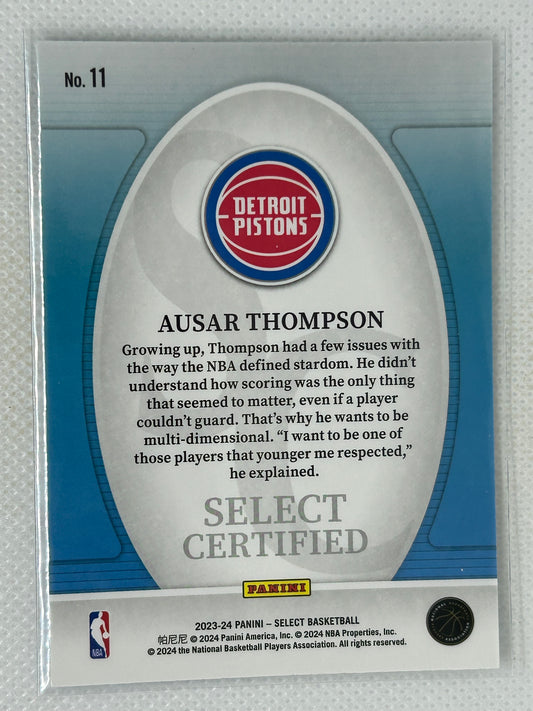 No. 11
DETROIT
PISTONS
AUSAR THOMPSON
Growing up, Thompson had a few issues with
the way the NBA defined stardom. He didn't
understand how scoring was the only thing
that seemed to matter, even if a player
couldn't guard. That's why he wants to be
multi-dimensional. “I want to be one of
those players that younger me respected,”
he explained.
SELECT
CERTIFIED
PANINI
2023-24 PANINI – SELECT BASKETBALL
帕尼尼 © 2024 Panini America, Inc. © 2024 NBA Properties, Inc.
© 2024 the National Basketball Players Association. All rights reserved.
NBA